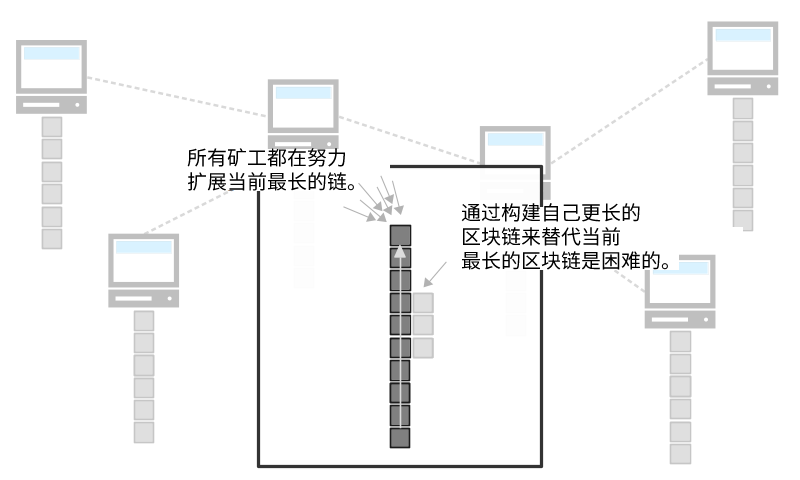 所有矿工都在努力
扩展当前最长的链。
通过构建自己更长的
区块链来替代当前
最长的区块链是困难的。